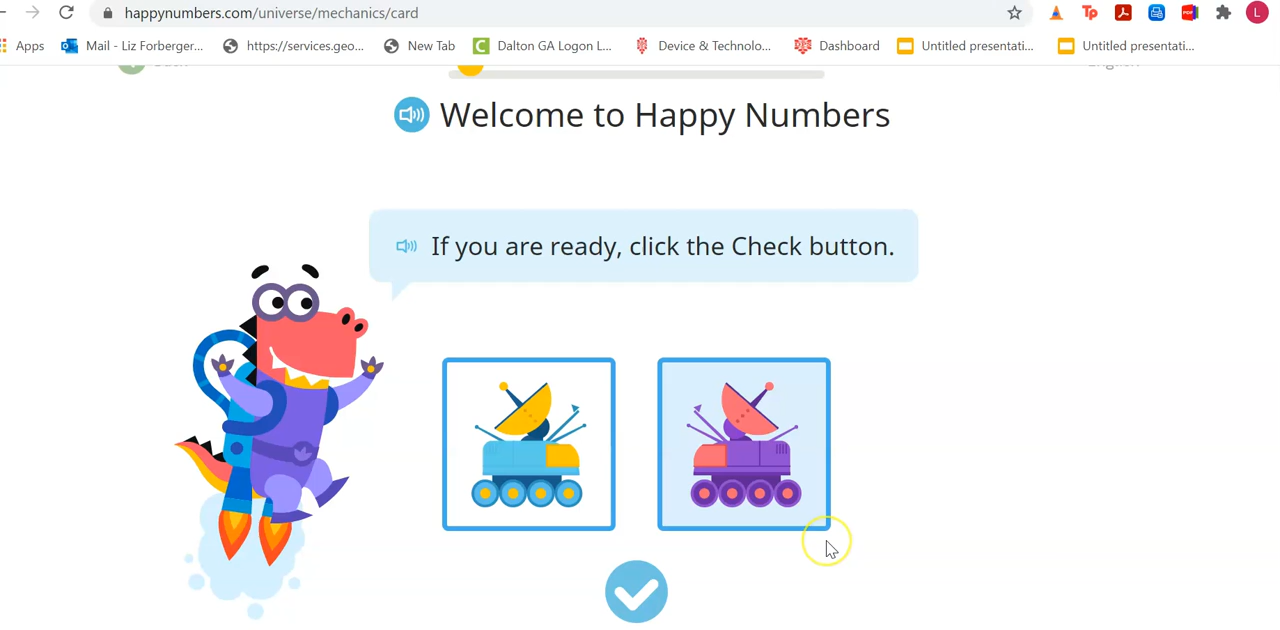 happynumbers.com/universe/mechanics/card
L
Apps Mail - Liz Forberger... https://services.geo... New Tab Dalton GA Logon L... Device & Technolo... Dashboard Untitled presentati... Untitled presentati...
English
Welcome to Happy Numbers
If you are ready, click the Check button.